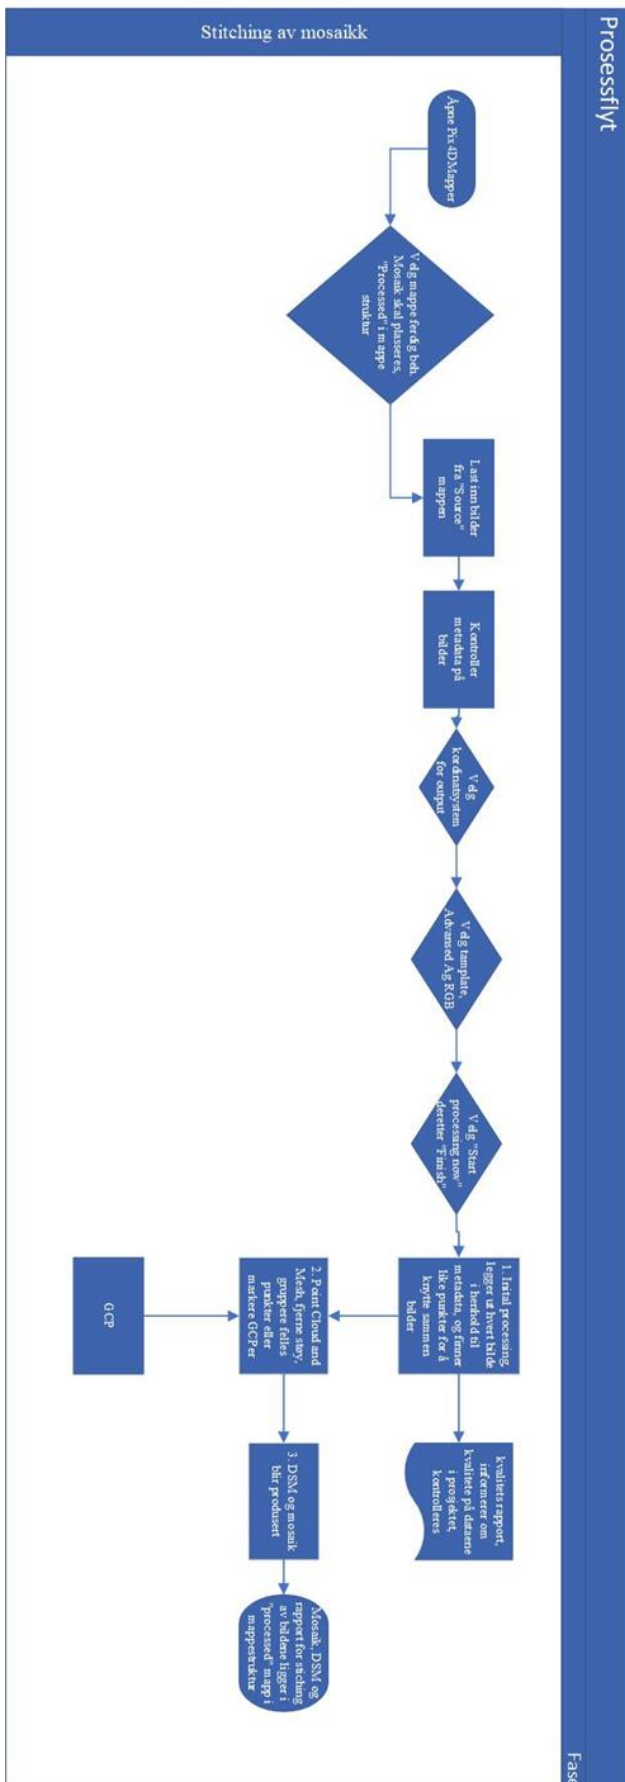 Prosessflyt
Fase
Stitching av mosaikk
Åpne Pix4DMapper
Velg mappe ferdig beh.
Mosaik skal plasseres,
"Processed" i mappe
struktur
Last inn bilder
fra "Source"
mappen
Kontroller
metadata på
bilder
Velg
kordinatsystem
for output
Velg tamplate,
Advansed Ag RGB
Velg "Start
processing now"
deretter "Finish"
1. Inital processing,
legger ut hvert bilde
i henhold til
metadata, og finner
like punkter for å
knytte sammen
bilder
kvalitets rapport,
informerer om
kvalitete på dataene
i prosjektet,
kontrolleres
2. Point Cloud and
Mesh, fjerne støy,
gruppere felles
punkter eller
markere GCPer
GCP
3. DSM og mosaik
blir produsert
Mosaik, DSM og
rapport for stiching
av bildene ligger i
"processed" mapp i
mappestruktur